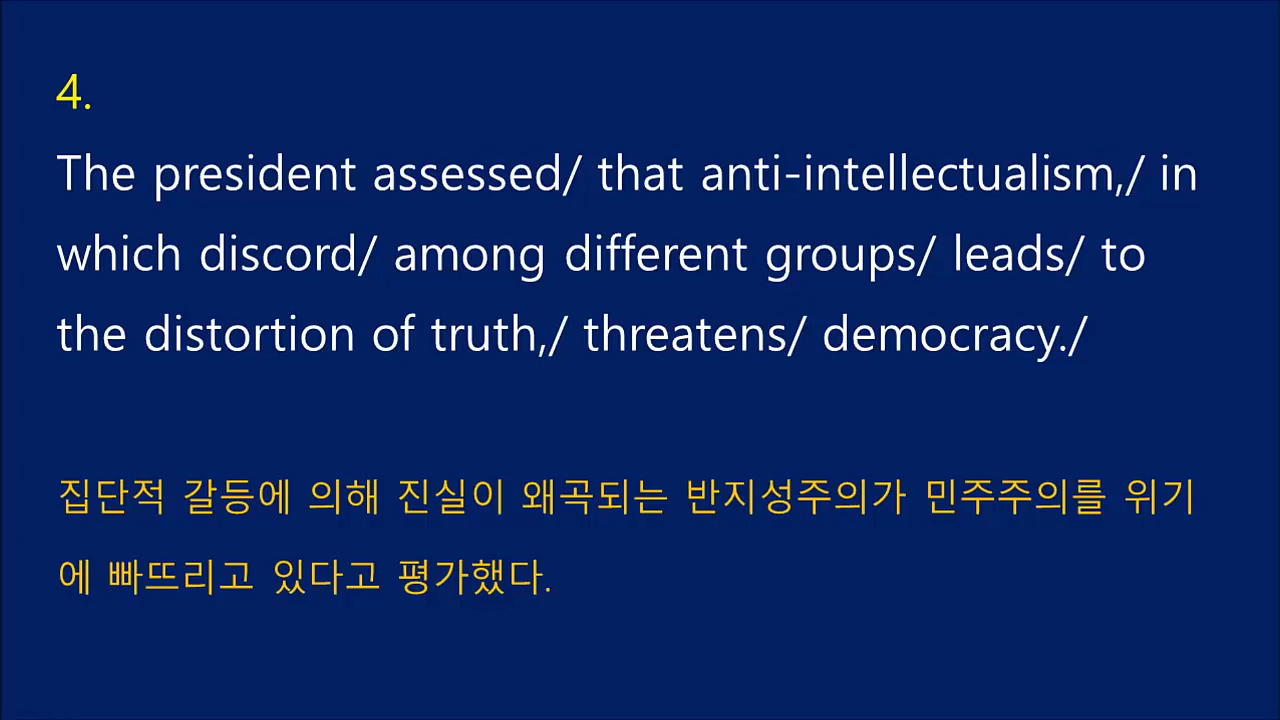 4.
The president assessed/ that anti-intellectualism,/ in
which discord/ among different groups/ leads/ to
the distortion of truth,/ threatens/ democracy./
집단적 갈등에 의해 진실이 왜곡되는 반지성주의가 민주주의를 위기
에 빠뜨리고 있다고 평가했다.